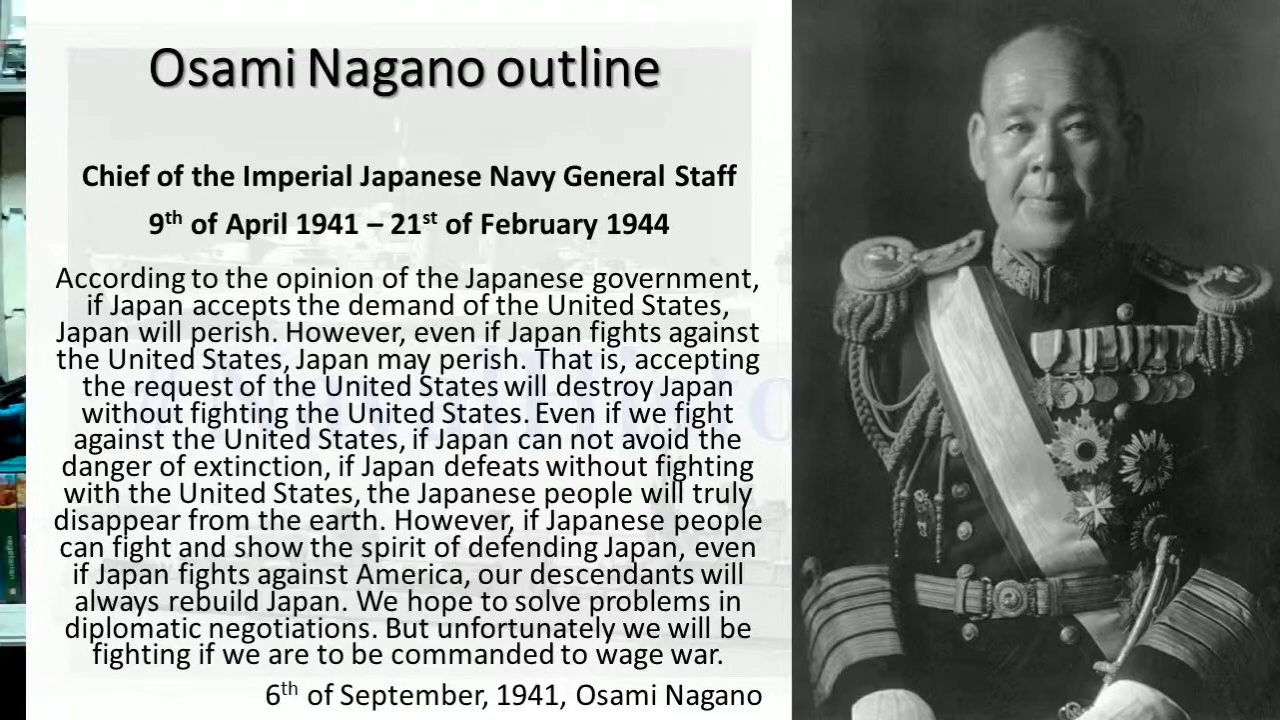 Osami Nagano outline
Chief of the Imperial Japanese Navy General Staff
9th of April 1941 – 21st of February 1944
According to the opinion of the Japanese government,
if Japan accepts the demand of the United States,
Japan will perish. However, even if Japan fights against
the United States, Japan may perish. That is, accepting
the request of the United States will destroy Japan
without fighting the United States. Even if we fight
against the United States, if Japan can not avoid the
danger of extinction, if Japan defeats without fighting
with the United States, the Japanese people will truly
disappear from the earth. However, if Japanese people
can fight and show the spirit of defending Japan, even
if Japan fights against America, our descendants will
always rebuild Japan. We hope to solve problems in
diplomatic negotiations. But unfortunately we will be
fighting if we are to be commanded to wage war.
6th of September, 1941, Osami Nagano